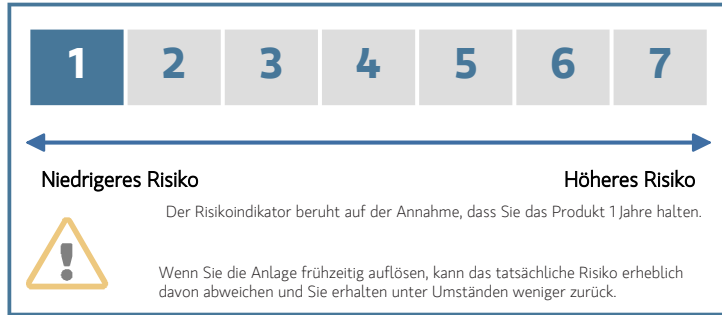 1 2 3 4 5 6 7
Niedrigeres Risiko Höheres Risiko
Der Risikoindikator beruht auf der Annahme, dass Sie das Produkt 1 Jahre halten.
Wenn Sie die Anlage frühzeitig auflösen, kann das tatsächliche Risiko erheblich
davon abweichen und Sie erhalten unter Umständen weniger zurück.